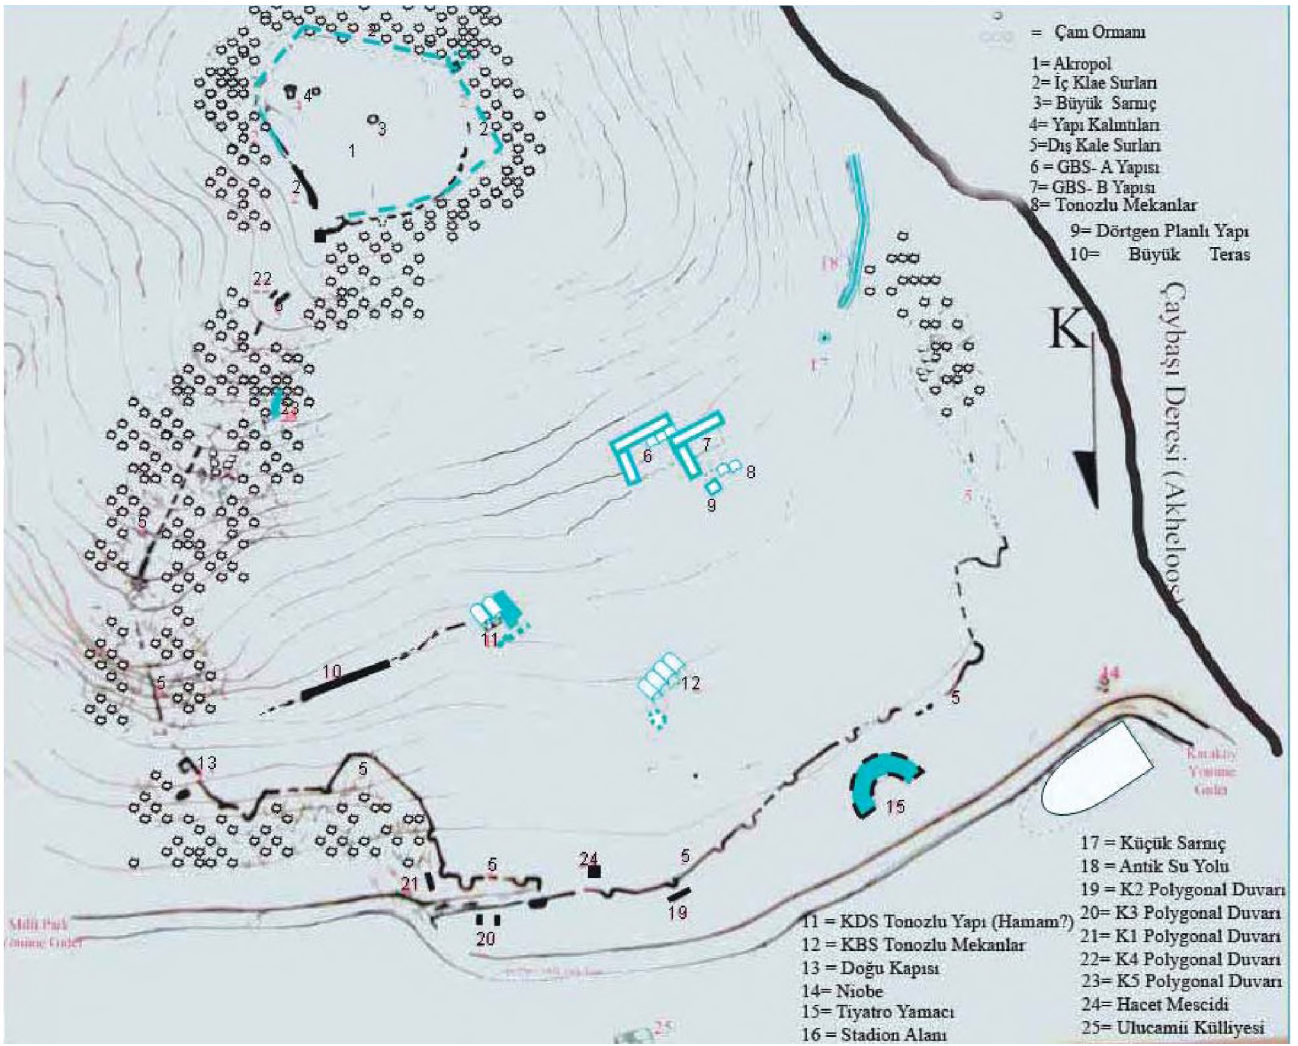 = Çam Ormanı
1= Akropol
2= İç Klae Surları
3= Büyük Sarnıç
4= Yapı Kalıntıları
5=Dış Kale Surları
6 = GBS- A Yapısı
7= GBS- B Yapısı
8= Tonozlu Mekanlar
9= Dörtgen Planlı Yapı
10= Büyük Teras
2
4
3
2
1
2
18
22
K
Çaybaşı Deresi (Akheloos)
17
23
6
7
8
9
5
5
11
10
12
5
5
14
13
5
15
Karaköy
Yönüne
Gider
24
5
5
21
19
20
Milli Park
Yönüne Gider
25
11 = KDS Tonozlu Yapı (Hamam?)
12 = KBS Tonozlu Mekanlar
13 = Doğu Kapısı
14= Niobe
15= Tiyatro Yamacı
16 = Stadion Alanı
17 = Küçük Sarnıç
18 = Antik Su Yolu
19 = K2 Polygonal Duvarı
20= K3 Polygonal Duvarı
21= K1 Polygonal Duvarı
22= K4 Polygonal Duvarı
23= K5 Polygonal Duvarı
24= Hacet Mescidi
25= Ulucamii Külliyesi